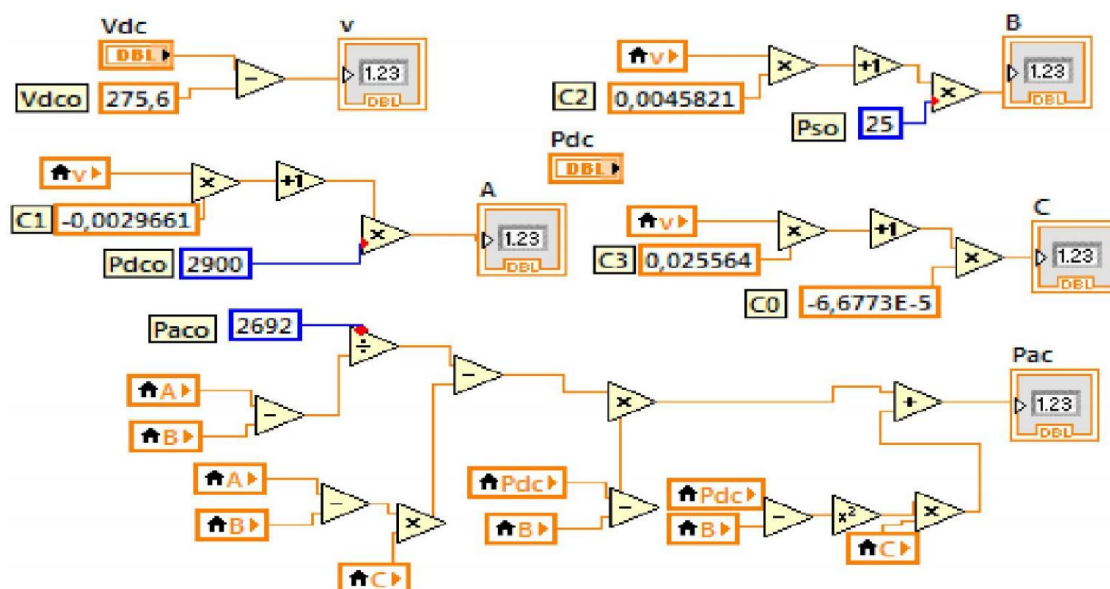 Vdc
DBL
Vdco 275,6
-
v
1.23
DBL
v
C2 0,0045821
x
+1
Pso 25
x
B
1.23
DBL
v
C1 -0,0029661
x
+1
Pdco 2900
x
A
1.23
DBL
Pdc
DBL
v
C3 0,025564
x
+1
C0 -6,6773E-5
x
C
1.23
DBL
Paco 2692
÷
A
B
-
-
x
+
Pac
1.23
DBL
A
B
-
x
C
Pdc
B
-
Pdc
B
-
x²
x
C